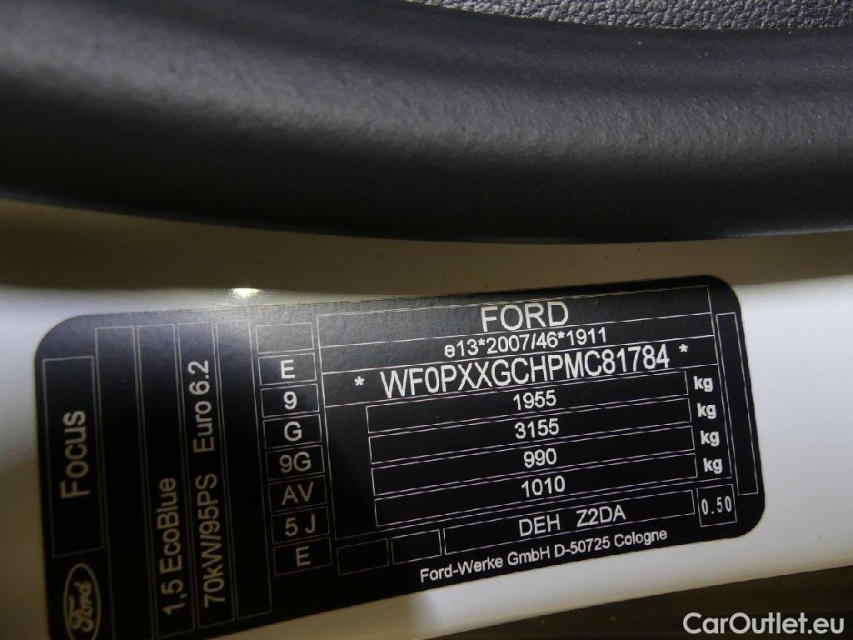 FORD
e13*2007/46*1911
* WF0PXXGCHPMC81784 *
1955 kg
3155 kg
990 kg
1010 kg
DEH Z2DA 0.50
Ford-Werke GmbH D-50725 Cologne
E
9
G
9G
AV
5J
E
Focus
1,5 EcoBlue
70kW/95PS Euro 6.2
Ford
CarOutlet.eu